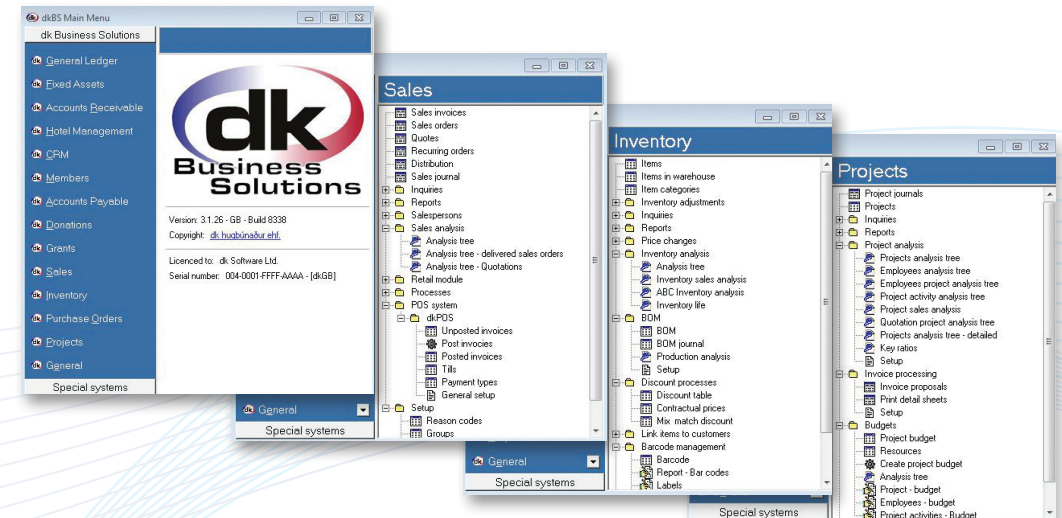 dkBS Main Menu
dk Business Solutions
General Ledger
Fixed Assets
Accounts Receivable
Hotel Management
CRM
Members
Accounts Payable
Donations
Grants
Sales
Inventory
Purchase Orders
Projects
General
Special systems
dk
Business
Solutions
Version: 3.1.26 - GB - Build 8338
Copyright: dk hugbúnaður ehf.
Licenced to: dk Software Ltd.
Serial number: 004-0001-FFFF-AAAA - [dkGB]
Sales
Sales invoices
Sales orders
Quotes
Recurring orders
Distribution
Sales journal
Inquiries
Reports
Salespersons
Sales analysis
Analysis tree
Analysis tree - delivered sales orders
Analysis tree - Quotations
Retail module
Processes
POS system
dkPOS
Unposted invoices
Post invocies
Posted invoices
Tills
Payment types
General setup
Setup
Reason codes
Groups
General
Special systems
Inventory
Items
Items in warehouse
Item categories
Inventory adjustments
Inquiries
Reports
Price changes
Inventory analysis
Analysis tree
Inventory sales analysis
ABC Inventory analysis
Inventory life
BOM
BOM
BOM journal
Production analysis
Setup
Discount processes
Discount table
Contractual prices
Mix match discount
Link items to customers
Barcode management
Barcode
Report - Bar codes
Labels
General
Special systems
Projects
Project journals
Projects
Inquiries
Reports
Project analysis
Projects analysis tree
Employees analysis tree
Employees project analysis tree
Project activity analysis tree
Project sales analysis
Quotation project analysis tree
Projects analysis tree - detailed
Key ratios
Setup
Invoice processing
Invoice proposals
Print detail sheets
Setup
Budgets
Project budget
Resources
Create project budget
Analysis tree
Project - budget
Employees - budget
Project activities - Budget
Special systems